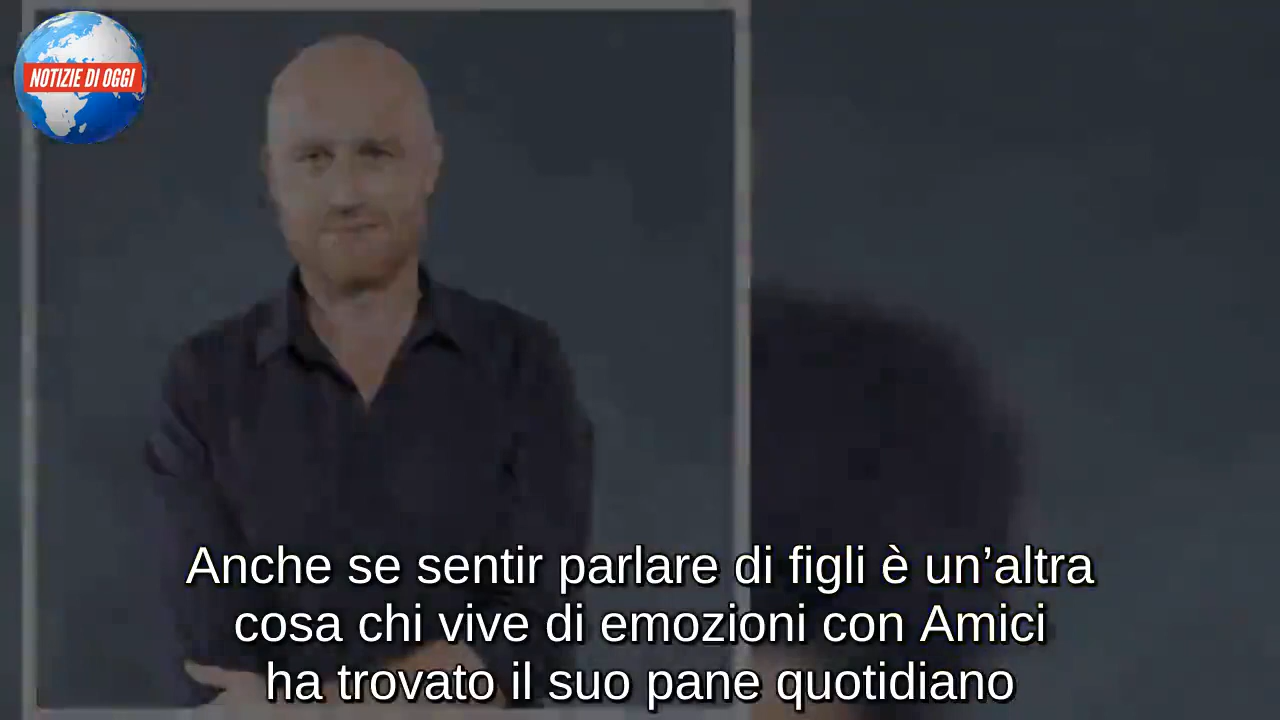 NOTIZIE DI OGGI
Anche se sentir parlare di figli è un’altra
cosa chi vive di emozioni con Amici
ha trovato il suo pane quotidiano